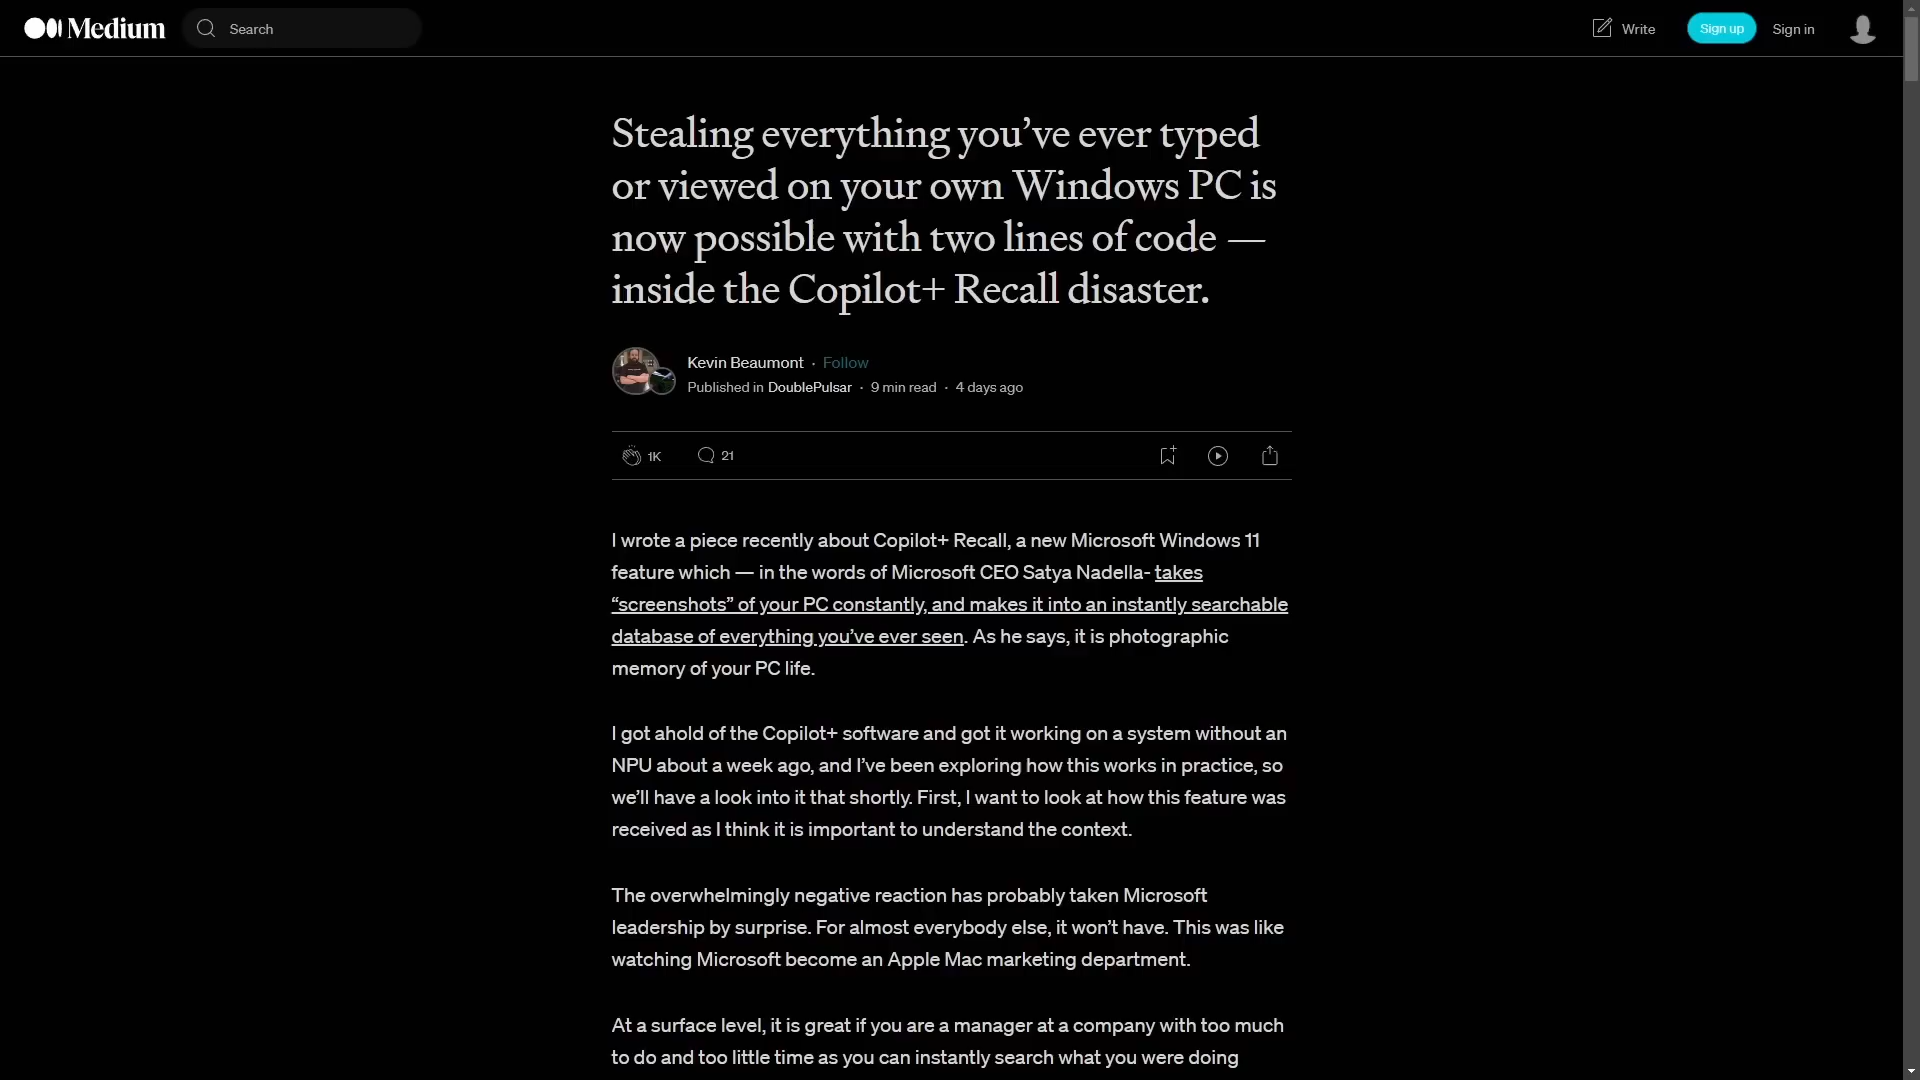 Medium
Search
Write
Sign up
Sign in
Stealing everything you’ve ever typed
or viewed on your own Windows PC is
now possible with two lines of code —
inside the Copilot+ Recall disaster.
Kevin Beaumont · Follow
Published in DoublePulsar · 9 min read · 4 days ago
1K
21
I wrote a piece recently about Copilot+ Recall, a new Microsoft Windows 11
feature which — in the words of Microsoft CEO Satya Nadella- takes
“screenshots” of your PC constantly, and makes it into an instantly searchable
database of everything you’ve ever seen. As he says, it is photographic
memory of your PC life.
I got ahold of the Copilot+ software and got it working on a system without an
NPU about a week ago, and I’ve been exploring how this works in practice, so
we’ll have a look into it that shortly. First, I want to look at how this feature was
received as I think it is important to understand the context.
The overwhelmingly negative reaction has probably taken Microsoft
leadership by surprise. For almost everybody else, it won’t have. This was like
watching Microsoft become an Apple Mac marketing department.
At a surface level, it is great if you are a manager at a company with too much
to do and too little time as you can instantly search what you were doing